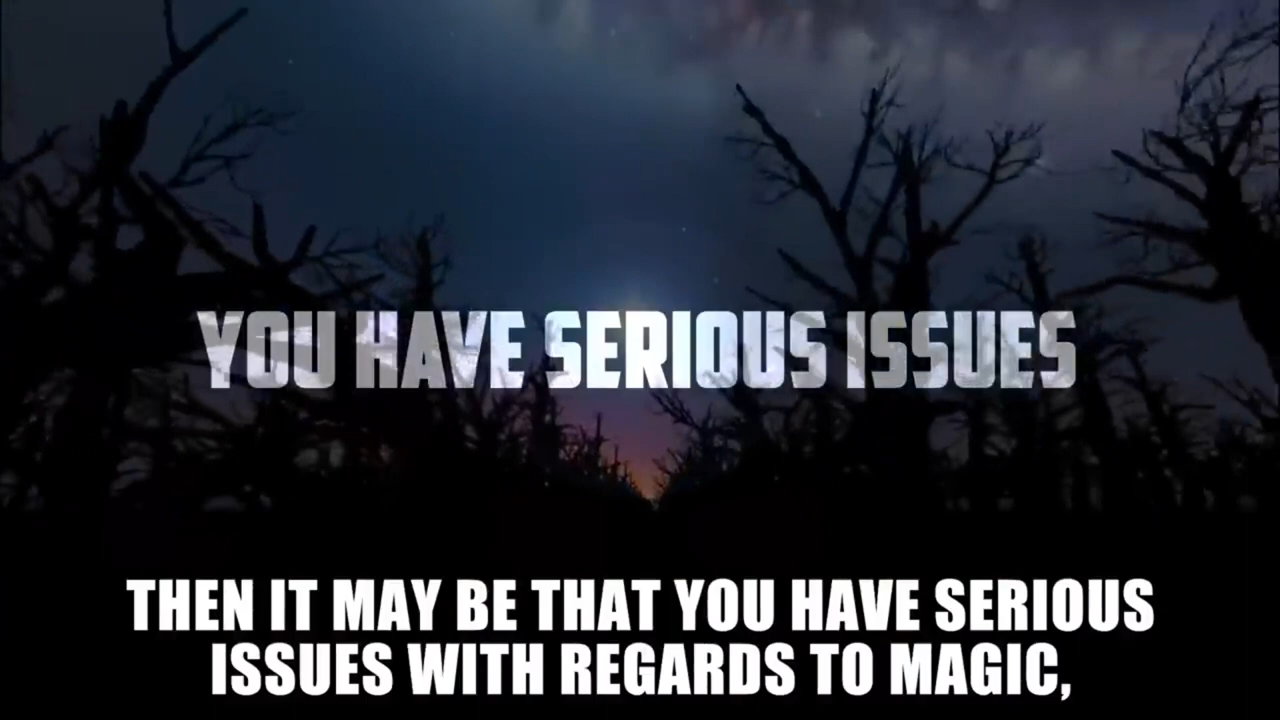 YOU HAVE SERIOUS ISSUES
THEN IT MAY BE THAT YOU HAVE SERIOUS
ISSUES WITH REGARDS TO MAGIC,